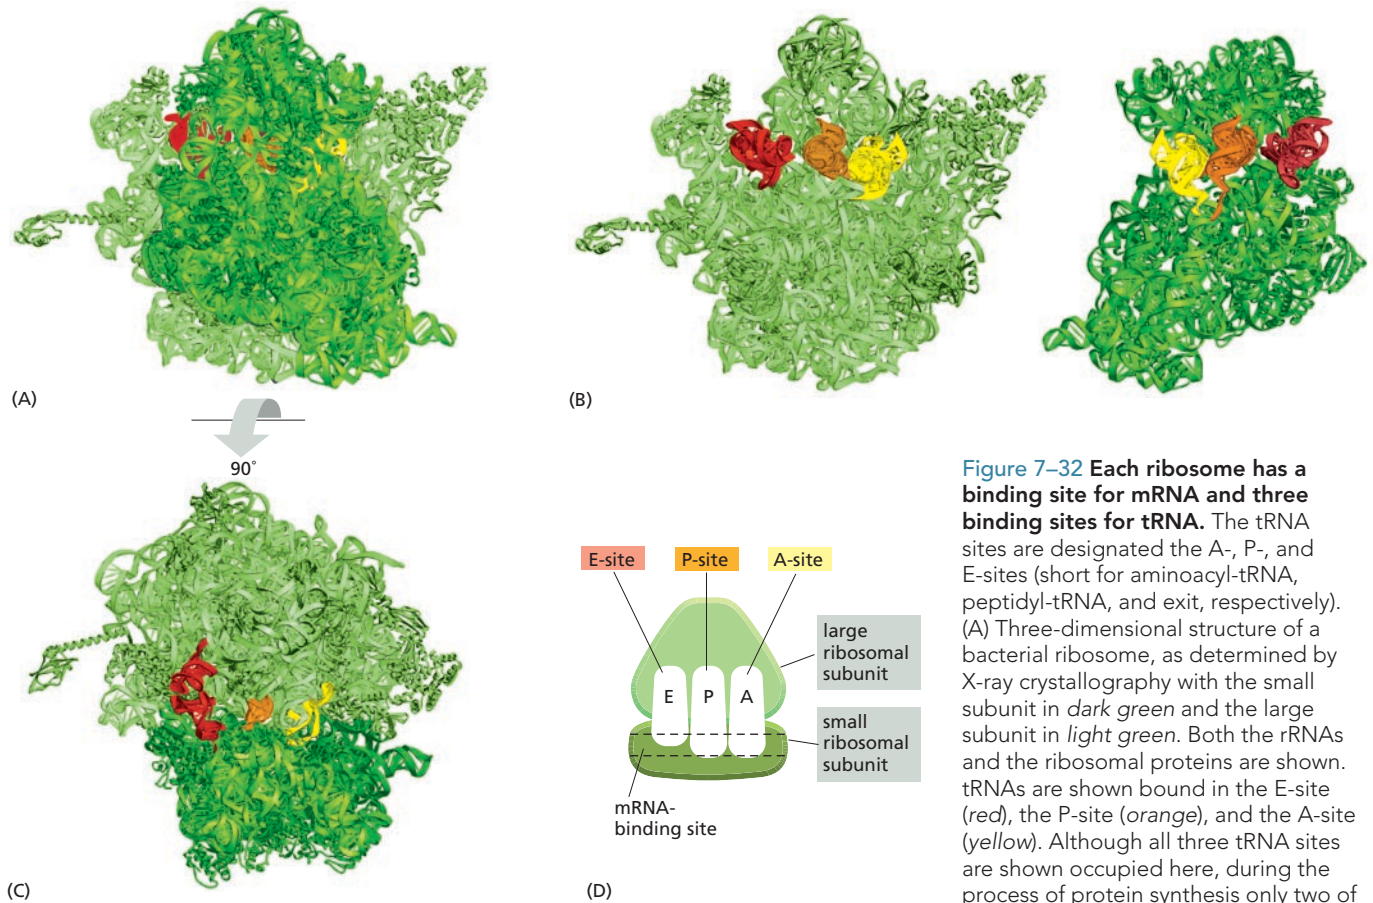 (A)
(B)
90°
(C)
E-site
P-site
A-site
E
P
A
large
ribosomal
subunit
small
ribosomal
subunit
mRNA-
binding site
(D)
Figure 7–32 Each ribosome has a
binding site for mRNA and three
binding sites for tRNA. The tRNA
sites are designated the A-, P-, and
E-sites (short for aminoacyl-tRNA,
peptidyl-tRNA, and exit, respectively).
(A) Three-dimensional structure of a
bacterial ribosome, as determined by
X-ray crystallography with the small
subunit in dark green and the large
subunit in light green. Both the rRNAs
and the ribosomal proteins are shown.
tRNAs are shown bound in the E-site
(red), the P-site (orange), and the A-site
(yellow). Although all three tRNA sites
are shown occupied here, during the
process of protein synthesis only two of